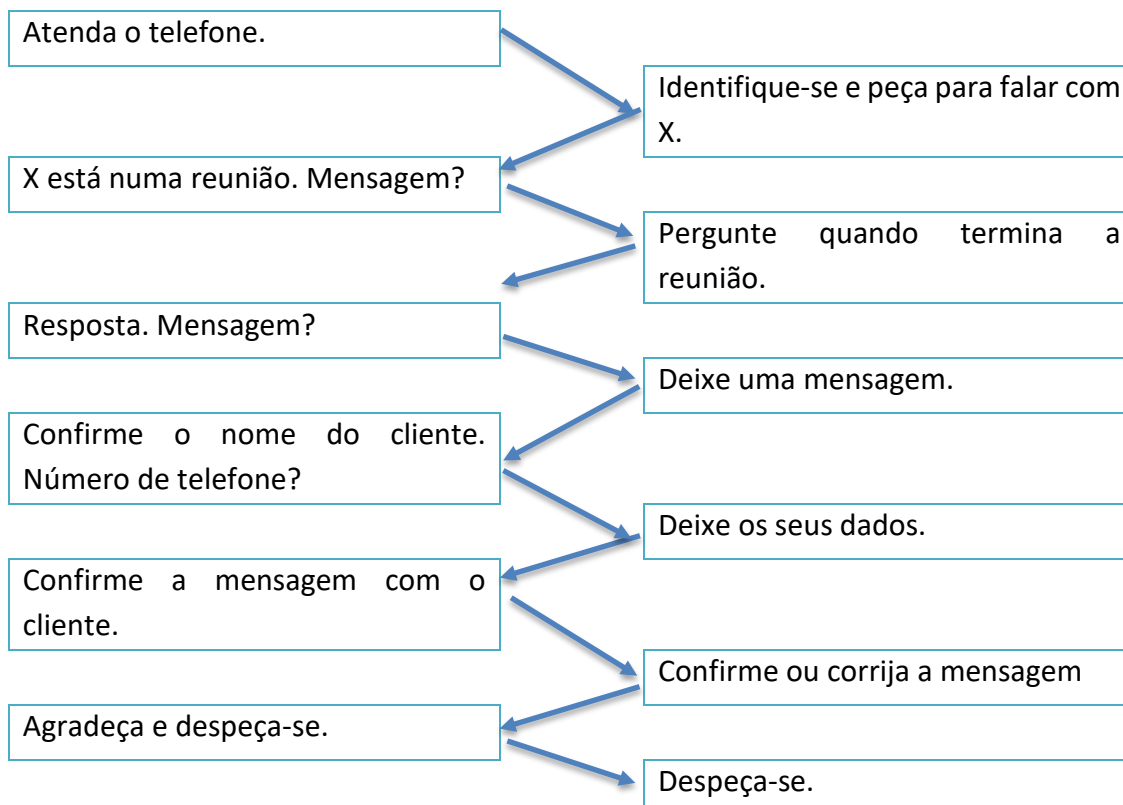 Atenda o telefone.
Identifique-se e peça para falar com
X.
X está numa reunião. Mensagem?
Pergunte quando termina a
reunião.
Resposta. Mensagem?
Deixe uma mensagem.
Confirme o nome do cliente.
Número de telefone?
Deixe os seus dados.
Confirme a mensagem com o
cliente.
Confirme ou corrija a mensagem
Agradeça e despeça-se.
Despeça-se.